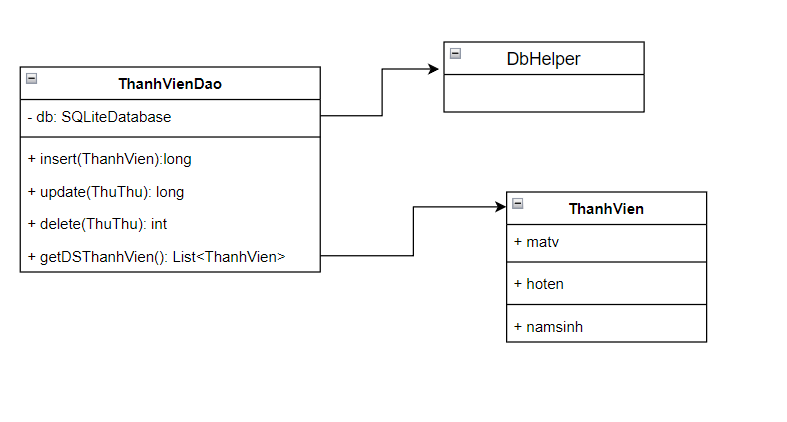 ThanhVienDao
- db: SQLiteDatabase
+ insert(ThanhVien):long
+ update(ThuThu): long
+ delete(ThuThu): int
+ getDSThanhVien(): List<ThanhVien>
DbHelper
ThanhVien
+ matv
+ hoten
+ namsinh